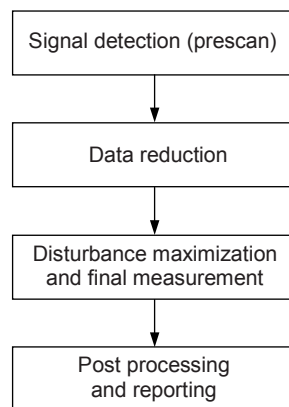 Signal detection (prescan)
Data reduction
Disturbance maximization
and final measurement
Post processing
and reporting